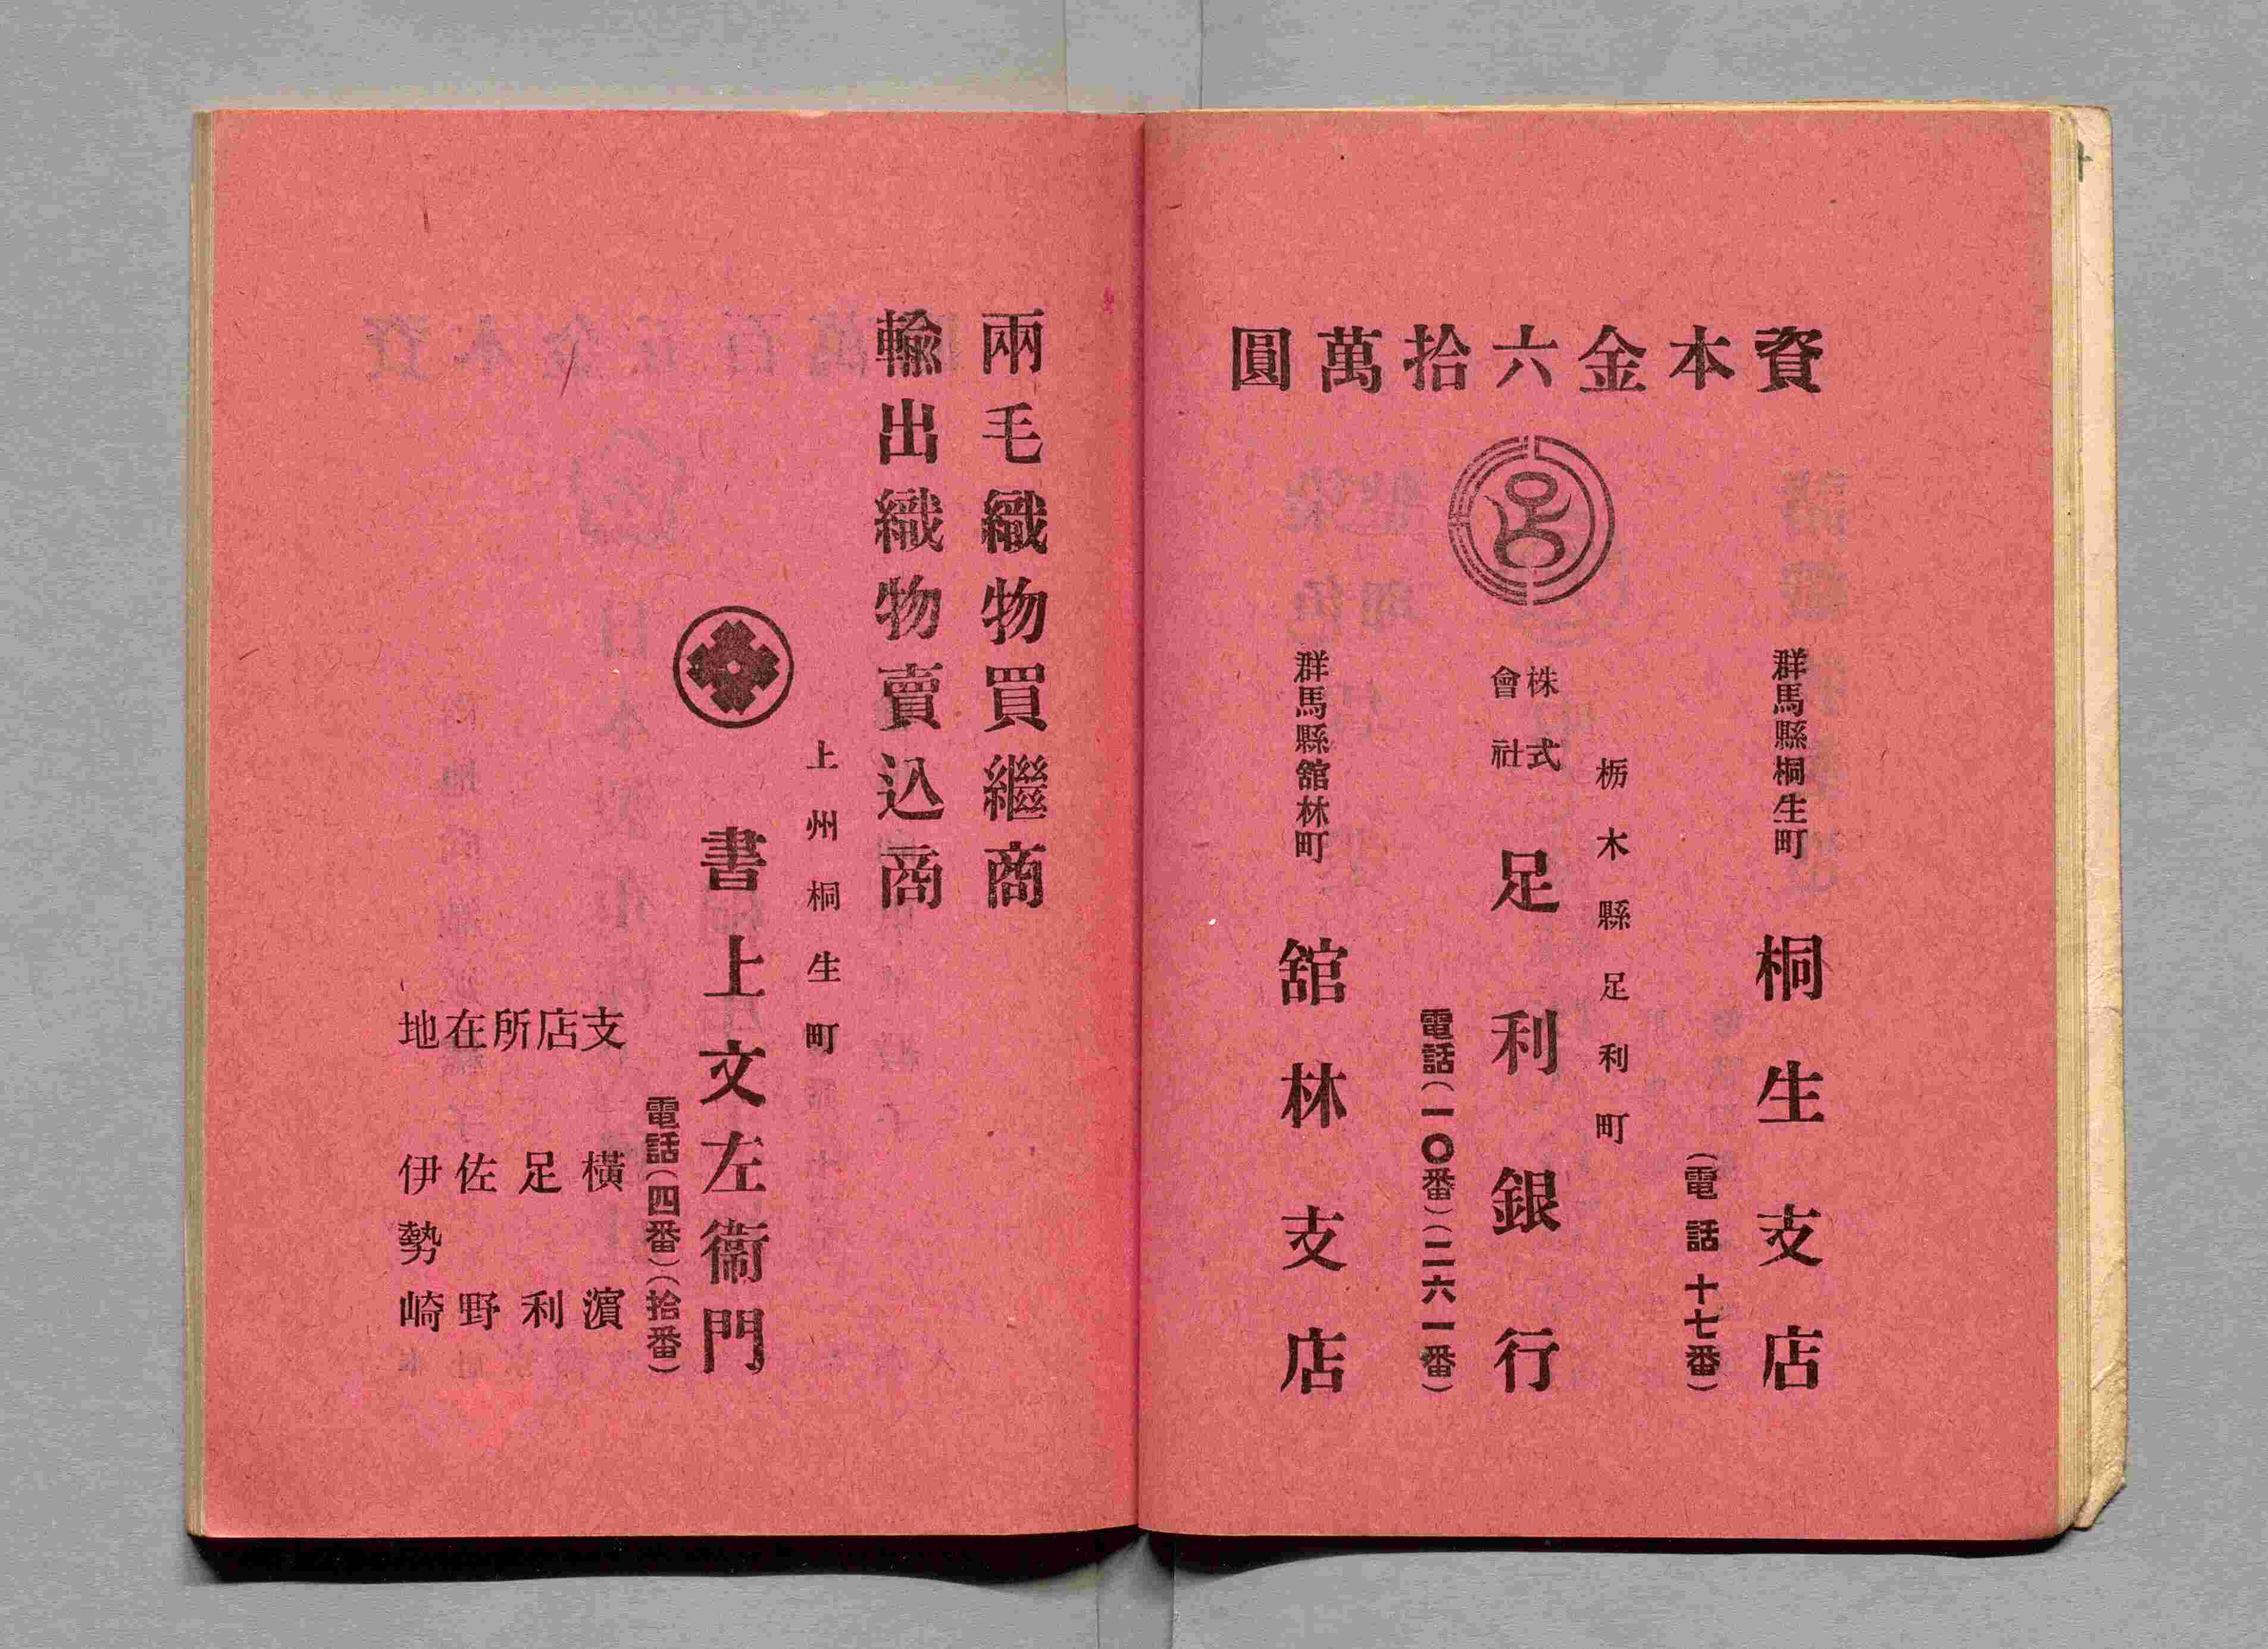 資本金六拾萬圓
群馬縣桐生町
桐生支店
（電話十七番）
栃木縣足利町
株式會社
足利銀行
電話（一〇番）（二六一番）
群馬縣舘林町
舘林支店
兩毛織物買繼商
輸出織物賣込商
上州桐生町
書上文左衞門
電話（四番）（拾番）
支店所在地
橫濵
足利
佐野
伊勢崎